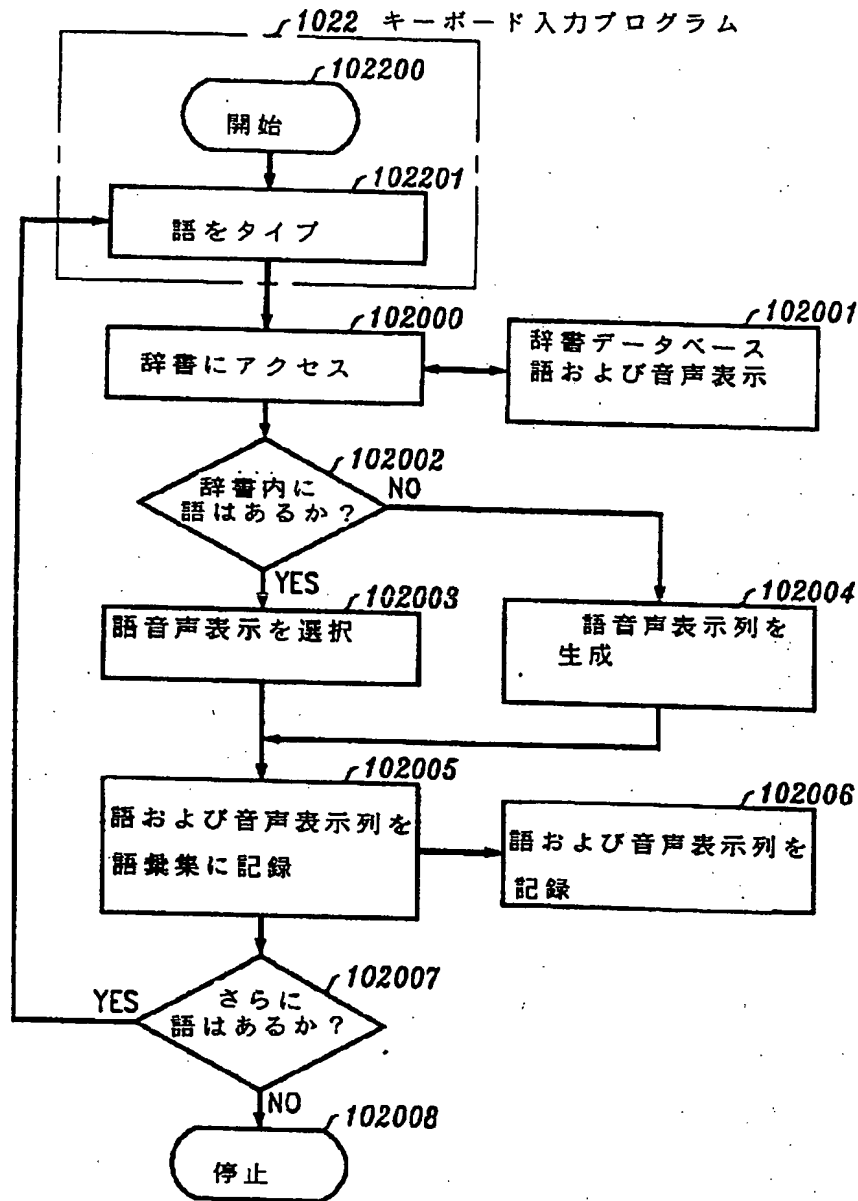 1022 キーボード入力プログラム
102200
開始
102201
語をタイプ
102000
辞書にアクセス
102001
辞書データベース
語および音声表示
102002
辞書内に
語はあるか？
NO
YES
102003
語音声表示を選択
102004
語音声表示列を
生成
102005
語および音声表示列を
語彙集に記録
102006
語および音声表示列を
記録
102007
さらに
語はあるか？
YES
NO
102008
停止